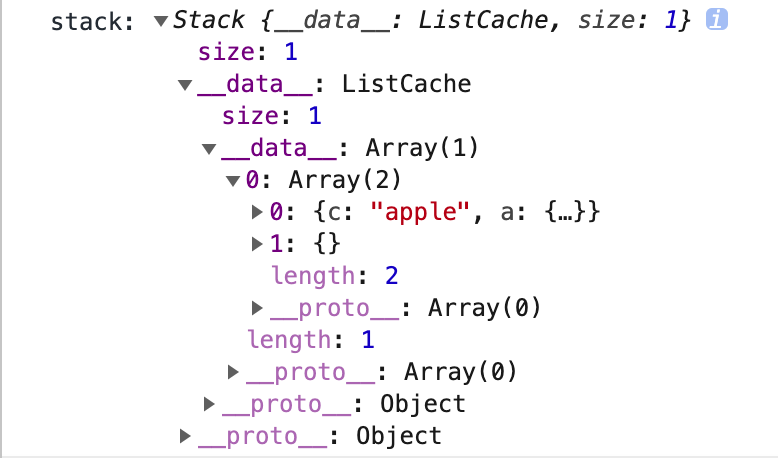 stack: ▼Stack {__data__: ListCache, size: 1} i
size: 1
▼__data__: ListCache
size: 1
▼__data__: Array(1)
▼0: Array(2)
▶0: {c: "apple", a: {…}}
▶1: {}
length: 2
▶__proto__: Array(0)
length: 1
▶__proto__: Array(0)
▶__proto__: Object
▶__proto__: Object